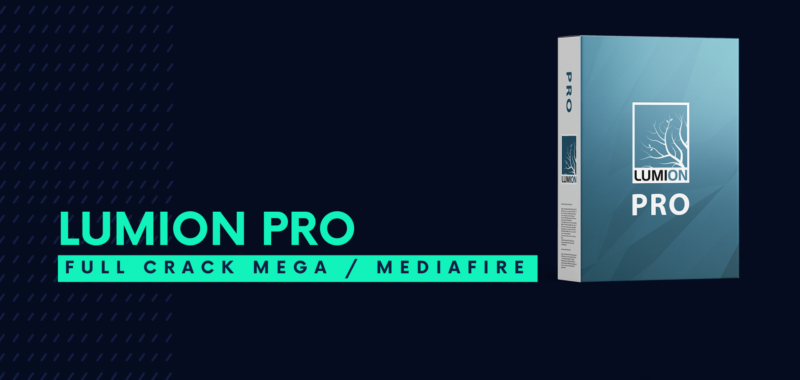 LUMION PRO
FULL CRACK MEGA / MEDIAFIRE
PRO
LUMION
LUMION
PRO